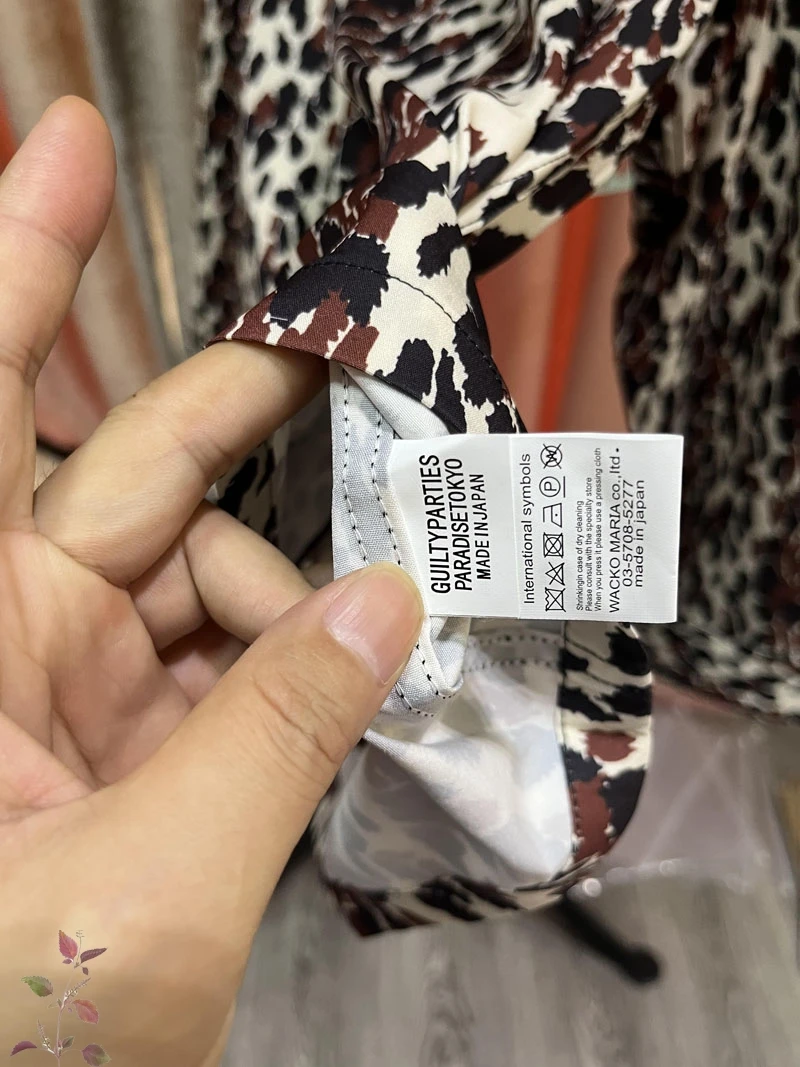 GUILTYPARTIES
PARADISETOKYO
MADE IN JAPAN
International symbols
Shrinkingin case of dry cleaning
Please consult with the specialty store
When you press it please use a pressing cloth
WACKO MARIA co., ltd.
03-5708-5277
made in japan